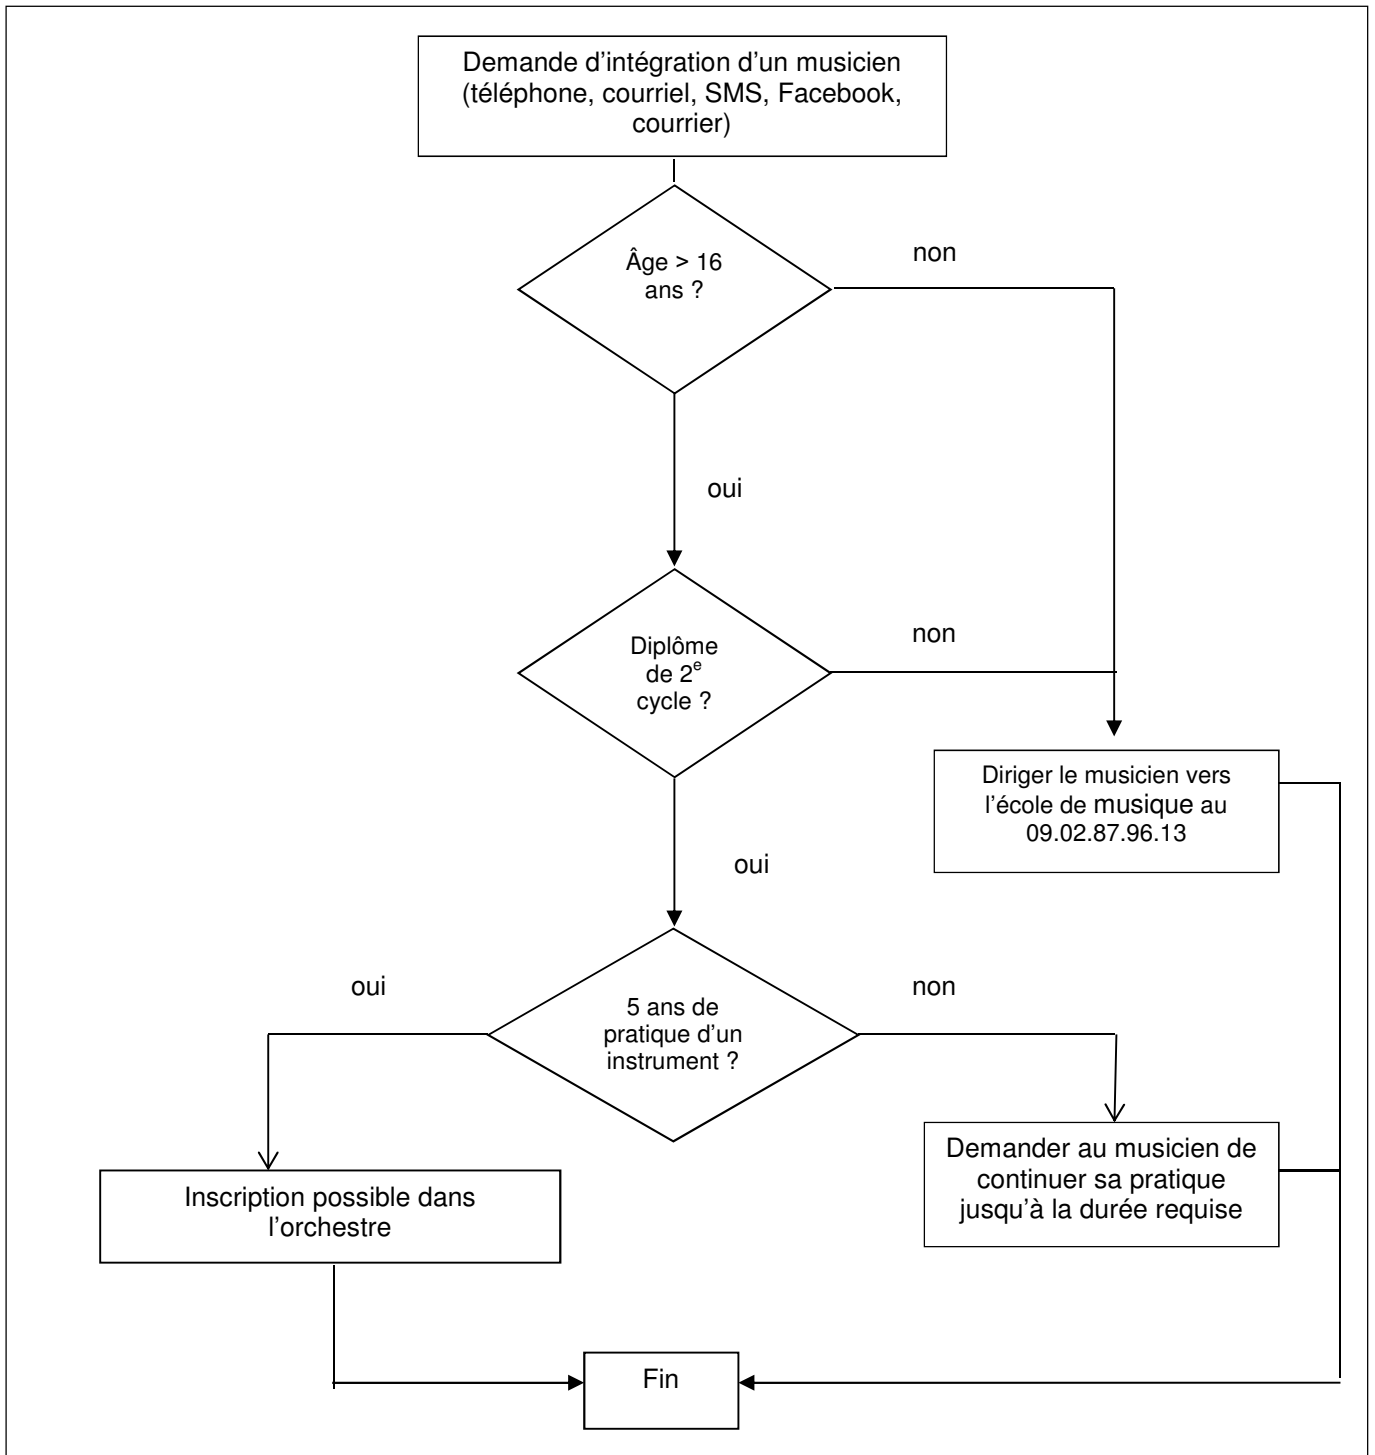 Demande d'intégration d'un musicien
(téléphone, courriel, SMS, Facebook,
courrier)
Âge > 16
ans ?
non
oui
Diplôme
de 2e
cycle ?
non
Diriger le musicien vers
l'école de musique au
09.02.87.96.13
oui
oui
5 ans de
pratique d'un
instrument ?
non
Demander au musicien de
continuer sa pratique
jusqu'à la durée requise
Inscription possible dans
l'orchestre
Fin